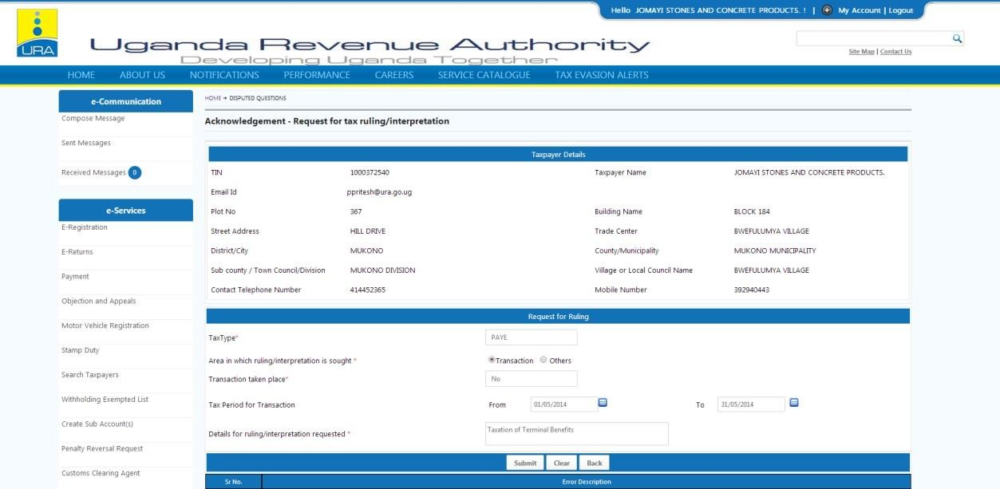 Hello JOMAYI STONES AND CONCRETE PRODUCTS. ! | My Account | Logout
URA
Uganda Revenue Authority
Developing Uganda Together
Site Map | Contact Us
HOME ABOUT US NOTIFICATIONS PERFORMANCE CAREERS SERVICE CATALOGUE TAX EVASION ALERTS
e-Communication
Compose Message
Sent Messages
Received Messages 0
e-Services
E-Registration
E-Returns
Payment
Objection and Appeals
Motor Vehicle Registration
Stamp Duty
Search Taxpayers
Withholding Exempted List
Create Sub Account(s)
Penalty Reversal Request
Customs Clearing Agent
HOME → DISPUTED QUESTIONS
Acknowledgement - Request for tax ruling/interpretation
Taxpayer Details
TIN 1000372540 Taxpayer Name JOMAYI STONES AND CONCRETE PRODUCTS.
Email Id ppritesh@ura.go.ug
Plot No 367 Building Name BLOCK 184
Street Address HILL DRIVE Trade Center BWEFULUMYA VILLAGE
District/City MUKONO County/Municipality MUKONO MUNICIPALITY
Sub county / Town Council/Division MUKONO DIVISION Village or Local Council Name BWEFULUMYA VILLAGE
Contact Telephone Number 414452365 Mobile Number 392940443
Request for Ruling
TaxType* PAYE
Area in which ruling/interpretation is sought * Transaction Others
Transaction taken place* No
Tax Period for Transaction From 01/05/2014 To 31/05/2014
Details for ruling/interpretation requested * Taxation of Terminal Benefits
Submit Clear Back
Sr No. Error Description